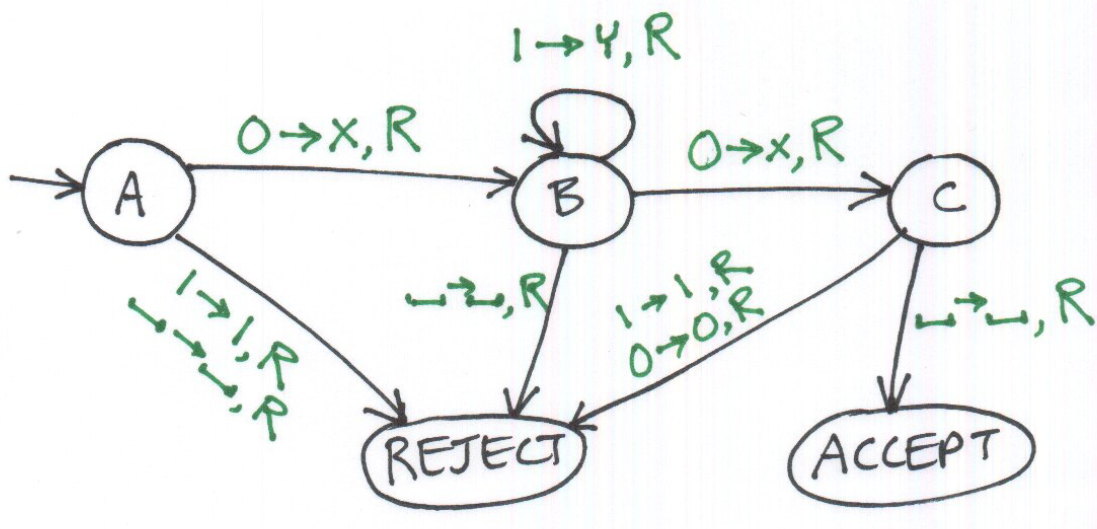 1→Y, R
0→X, R
0→X, R
A
B
C
1→1, R
␣→␣, R
␣→␣, R
1→1, R
0→0, R
␣→␣, R
REJECT
ACCEPT